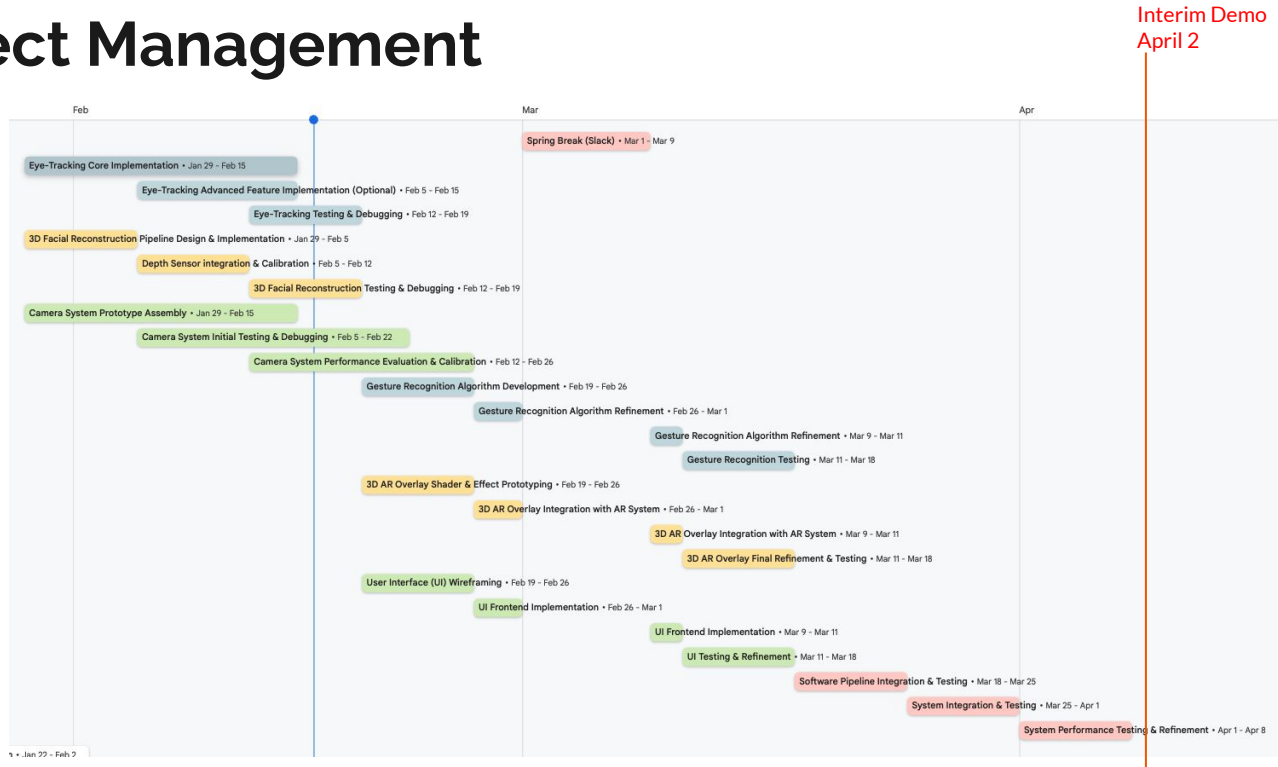 ect Management
Interim Demo
April 2
Feb
Mar
Apr
Spring Break (Slack) • Mar 1 - Mar 9
Eye-Tracking Core Implementation • Jan 29 - Feb 15
Eye-Tracking Advanced Feature Implementation (Optional) • Feb 5 - Feb 15
Eye-Tracking Testing & Debugging • Feb 12 - Feb 19
3D Facial Reconstruction Pipeline Design & Implementation • Jan 29 - Feb 5
Depth Sensor integration & Calibration • Feb 5 - Feb 12
3D Facial Reconstruction Testing & Debugging • Feb 12 - Feb 19
Camera System Prototype Assembly • Jan 29 - Feb 15
Camera System Initial Testing & Debugging • Feb 5 - Feb 22
Camera System Performance Evaluation & Calibration • Feb 12 - Feb 26
Gesture Recognition Algorithm Development • Feb 19 - Feb 26
Gesture Recognition Algorithm Refinement • Feb 26 - Mar 1
Gesture Recognition Algorithm Refinement • Mar 9 - Mar 11
Gesture Recognition Testing • Mar 11 - Mar 18
3D AR Overlay Shader & Effect Prototyping • Feb 19 - Feb 26
3D AR Overlay Integration with AR System • Feb 26 - Mar 1
3D AR Overlay Integration with AR System • Mar 9 - Mar 11
3D AR Overlay Final Refinement & Testing • Mar 11 - Mar 18
User Interface (UI) Wireframing • Feb 19 - Feb 26
UI Frontend Implementation • Feb 26 - Mar 1
UI Frontend Implementation • Mar 9 - Mar 11
UI Testing & Refinement • Mar 11 - Mar 18
Software Pipeline Integration & Testing • Mar 18 - Mar 25
System Integration & Testing • Mar 25 - Apr 1
System Performance Testing & Refinement • Apr 1 - Apr 8
• Jan 22 - Feb 2